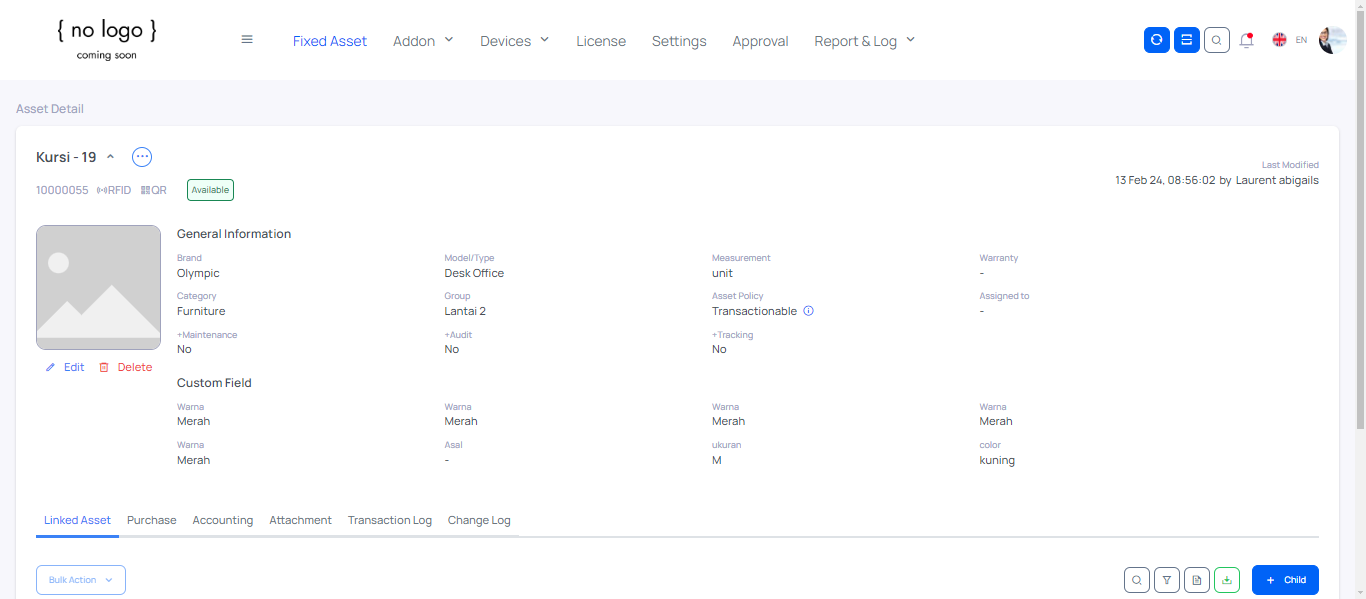 { no logo }
coming soon
Fixed Asset Addon Devices License Settings Approval Report & Log EN
Asset Detail
Kursi - 19
Last Modified
13 Feb 24, 08:56:02 by Laurent abigails
10000055 RFID QR Available
General Information
Brand Model/Type Measurement Warranty
Olympic Desk Office unit -
Category Group Asset Policy Assigned to
Furniture Lantai 2 Transactionable -
+Maintenance +Audit +Tracking
No No No
Edit Delete
Custom Field
Warna Warna Warna Warna
Merah Merah Merah Merah
Warna Asal ukuran color
Merah - M kuning
Linked Asset Purchase Accounting Attachment Transaction Log Change Log
Bulk Action + Child